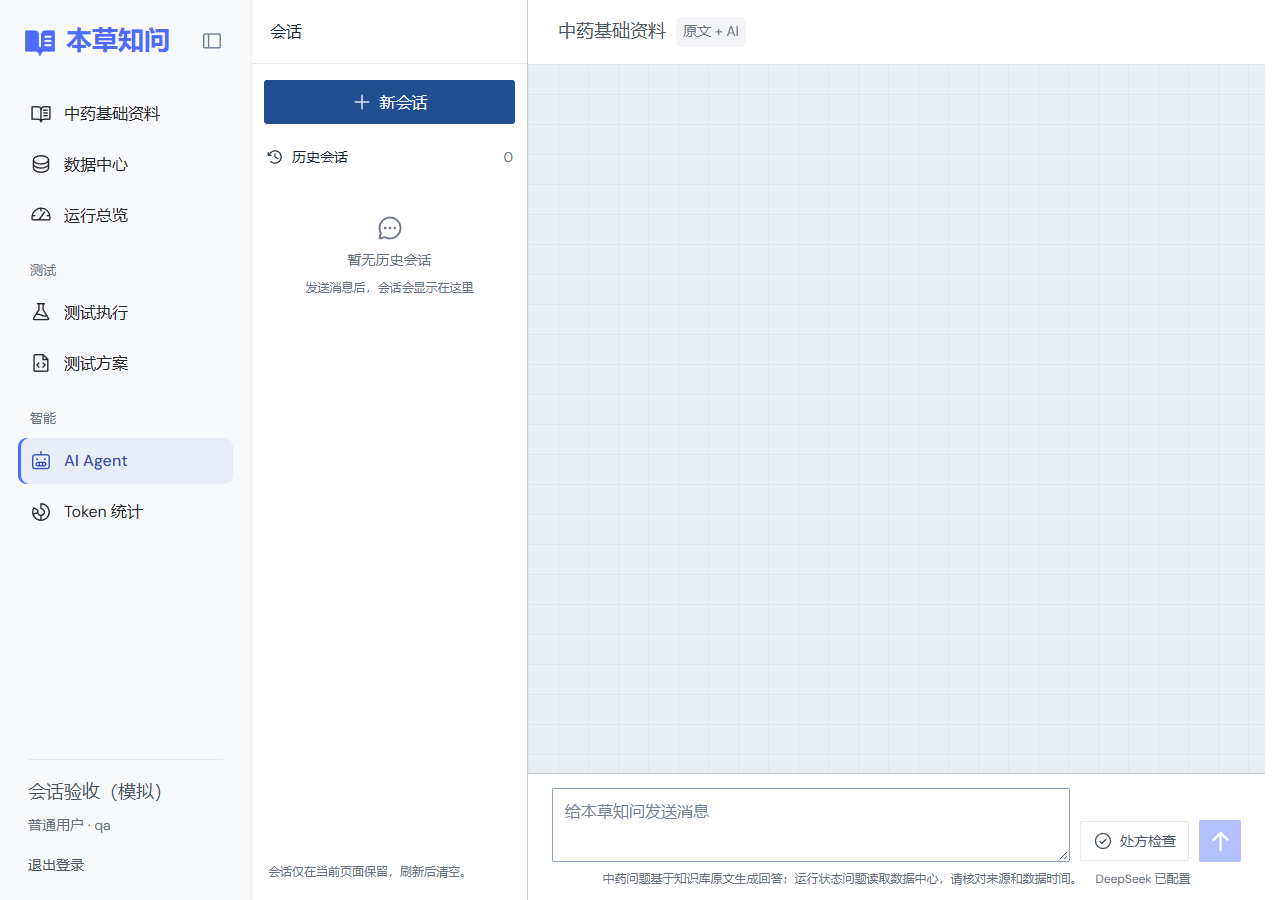 本草知问
中药基础资料
数据中心
运行总览
测试
测试执行
测试方案
智能
AI Agent
Token 统计
会话验收（模拟）
普通用户 · qa
退出登录
会话
新会话
历史会话 0
暂无历史会话
发送消息后，会话会显示在这里
会话仅在当前页面保留，刷新后清空。
中药基础资料 原文 + AI
给本草知问发送消息
处方检查
中药问题基于知识库原文生成回答；运行状态问题读取数据中心，请核对来源和数据时间。 DeepSeek 已配置